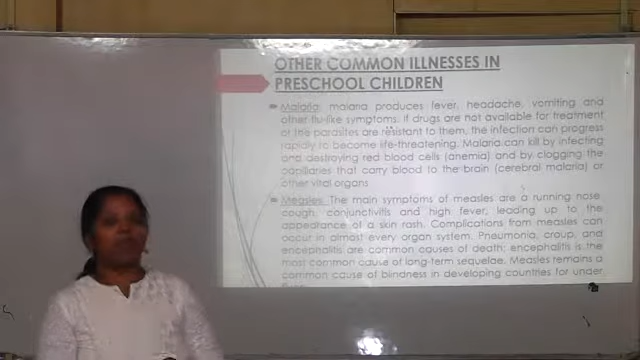 OTHER COMMON ILLNESSES IN
PRESCHOOL CHILDREN
Malaria: malaria produces fever, headache, vomiting and
other flu-like symptoms. If drugs are not available for treatment
or the parasites are resistant to them, the infection can progress
rapidly to become life-threatening. Malaria can kill by infecting
and destroying red blood cells (anemia) and by clogging the
papillaries that carry blood to the brain (cerebral malaria) or
other vital organs
Measles: The main symptoms of measles are a running nose,
cough, conjunctivitis and high fever, leading up to the
appearance of a skin rash. Complications from measles can
occur in almost every organ system. Pneumonia, croup, and
encephalitis are common causes of death; encephalitis is the
most common cause of long-term sequelae. Measles remains a
common cause of blindness in developing countries for under